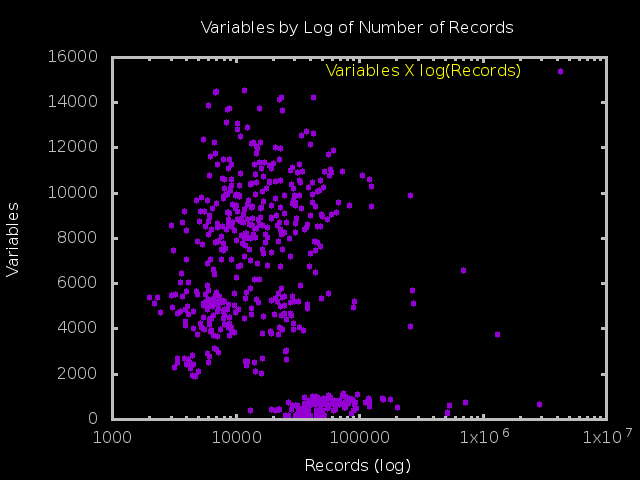 Variables by Log of Number of Records
16000
14000
12000
10000
8000
6000
4000
2000
0
Variables
Variables X log(Records)
1000
10000
100000
1x10^6
1x10^7
Records (log)